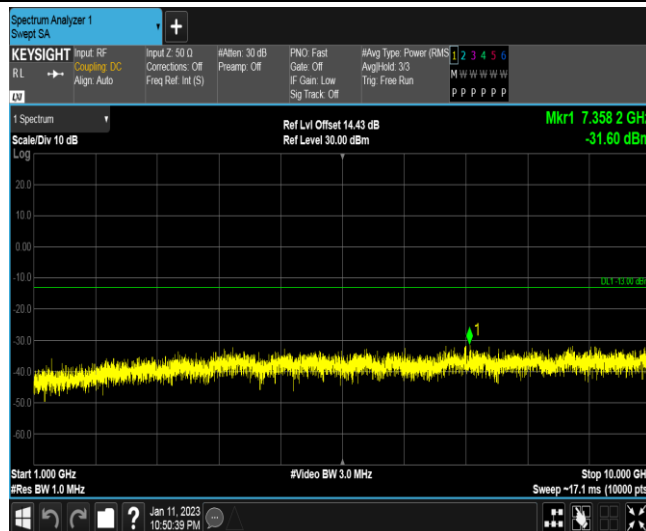 Spectrum Analyzer 1
Swept SA
+
KEYSIGHT
RL
LXI
Input: RF
Coupling: DC
Align: Auto
Input Z: 50 Ω
Corrections: Off
Freq Ref: Int (S)
#Atten: 30 dB
Preamp: Off
PNO: Fast
Gate: Off
IF Gain: Low
Sig Track: Off
#Avg Type: Power (RMS
Avg|Hold: 3/3
Trig: Free Run
1 2 3 4 5 6
M W W W W W
P P P P P P
1 Spectrum
Scale/Div 10 dB
Log
Ref Lvl Offset 14.43 dB
Ref Level 30.00 dBm
Mkr1 7.358 2 GHz
-31.60 dBm
20.0
10.0
0.00
-10.0
DL1 -13.00 dBm
-20.0
-30.0
1
-40.0
-50.0
-60.0
Start 1.000 GHz
#Video BW 3.0 MHz
Stop 10.000 GHz
#Res BW 1.0 MHz
Sweep ~17.1 ms (10000 pts
?
Jan 11, 2023
10:50:39 PM